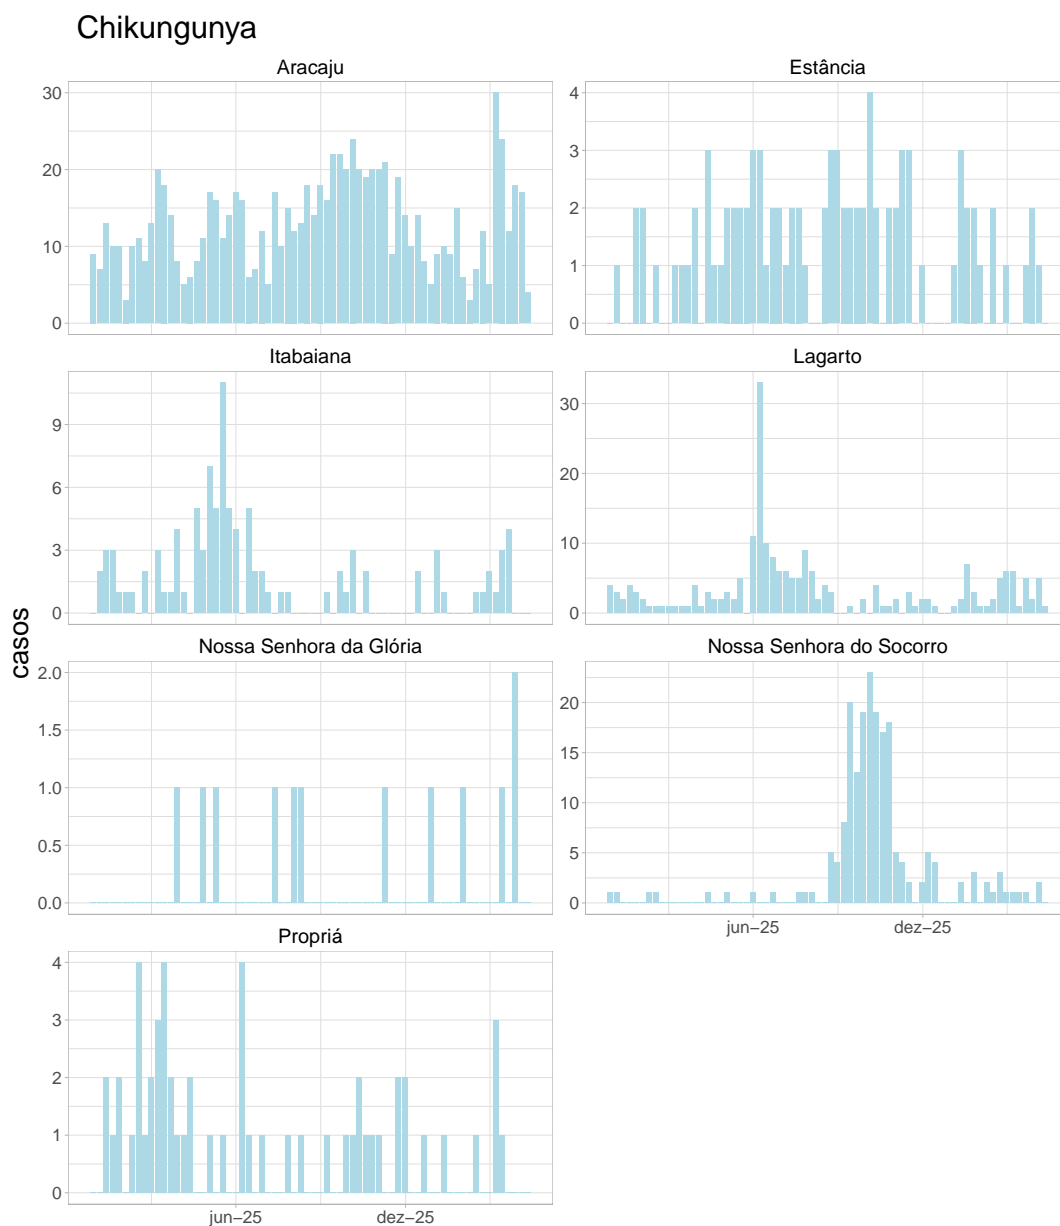 Chikungunya
Aracaju
Estância
30
20
10
0
4
3
2
1
0
Itabaiana
Lagarto
9
6
3
0
30
20
10
0
casos
Nossa Senhora da Glória
Nossa Senhora do Socorro
2.0
1.5
1.0
0.5
0.0
20
15
10
5
0
jun−25
dez−25
Propriá
4
3
2
1
0
jun−25
dez−25